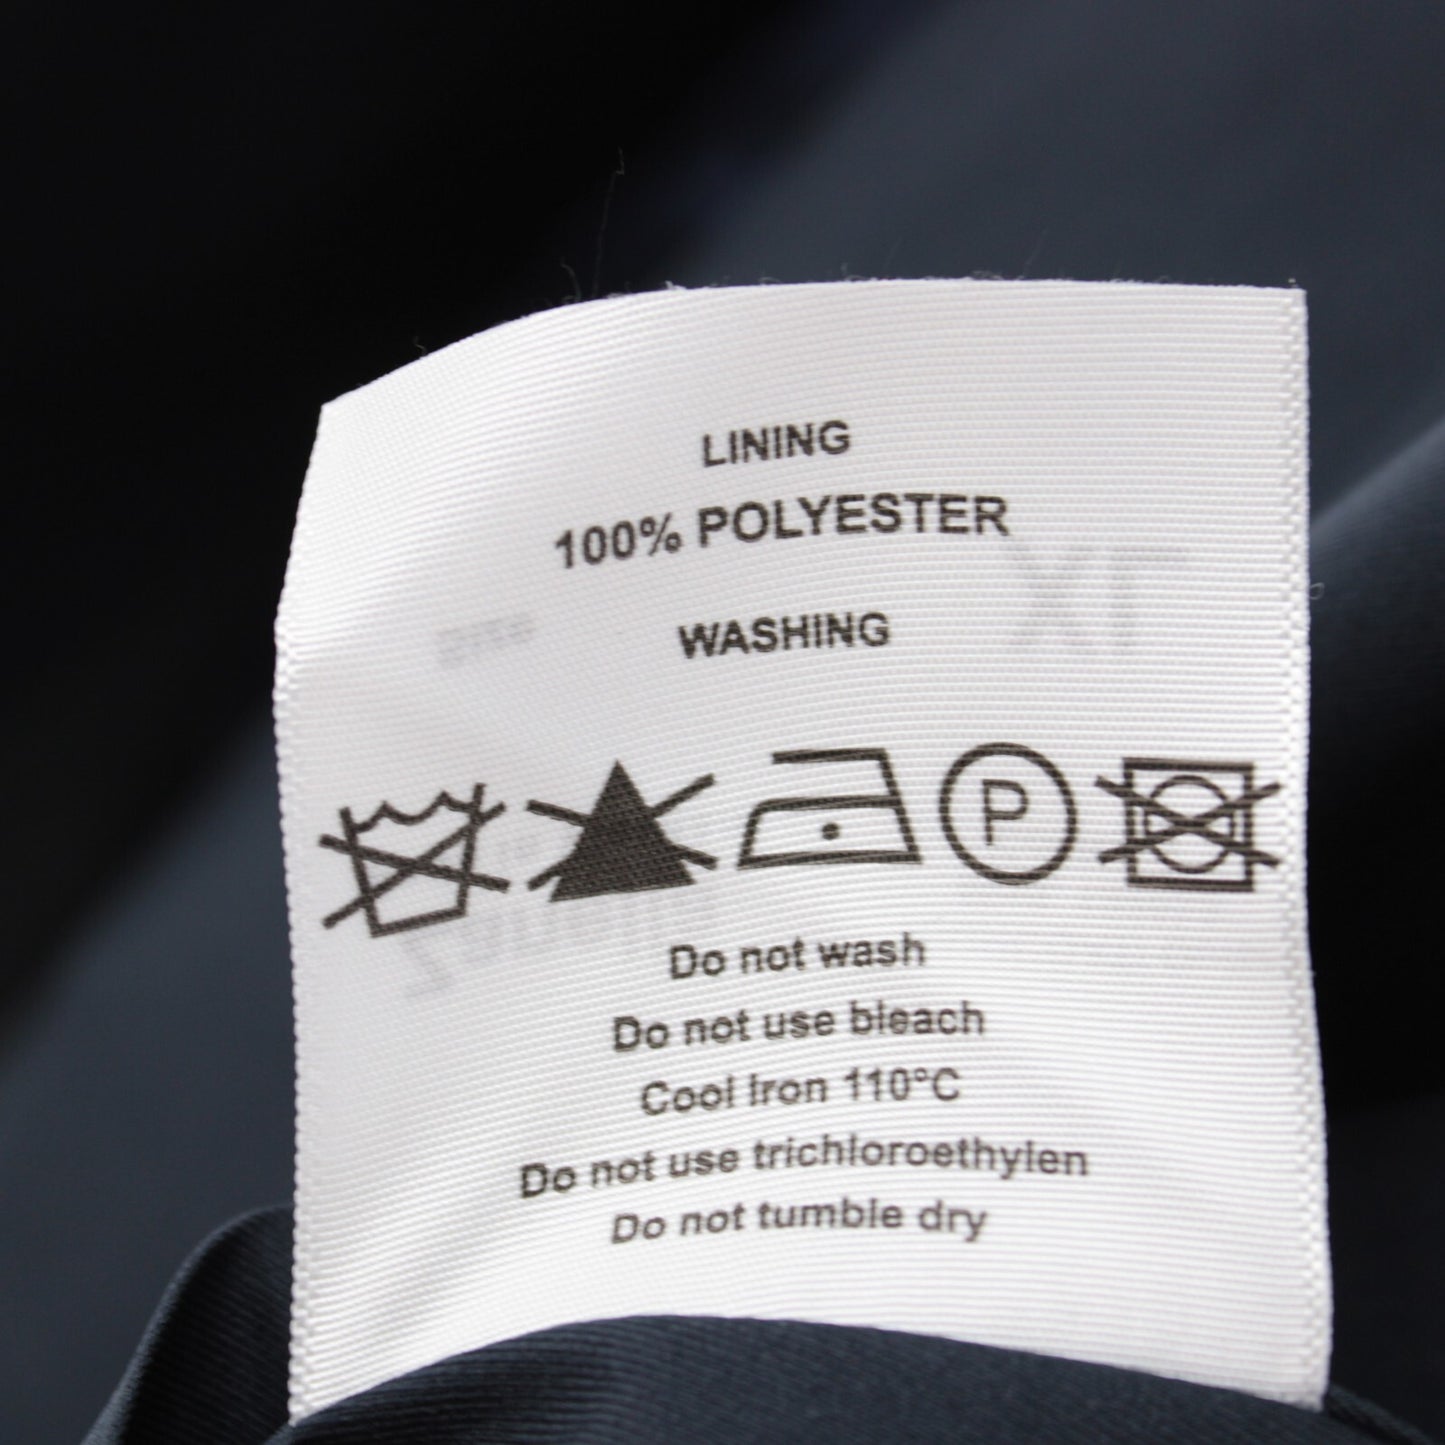 LINING
100% POLYESTER
WASHING
P
Do not wash
Do not use bleach
Cool Iron 110°C
Do not use trichloroethylen
Do not tumble dry